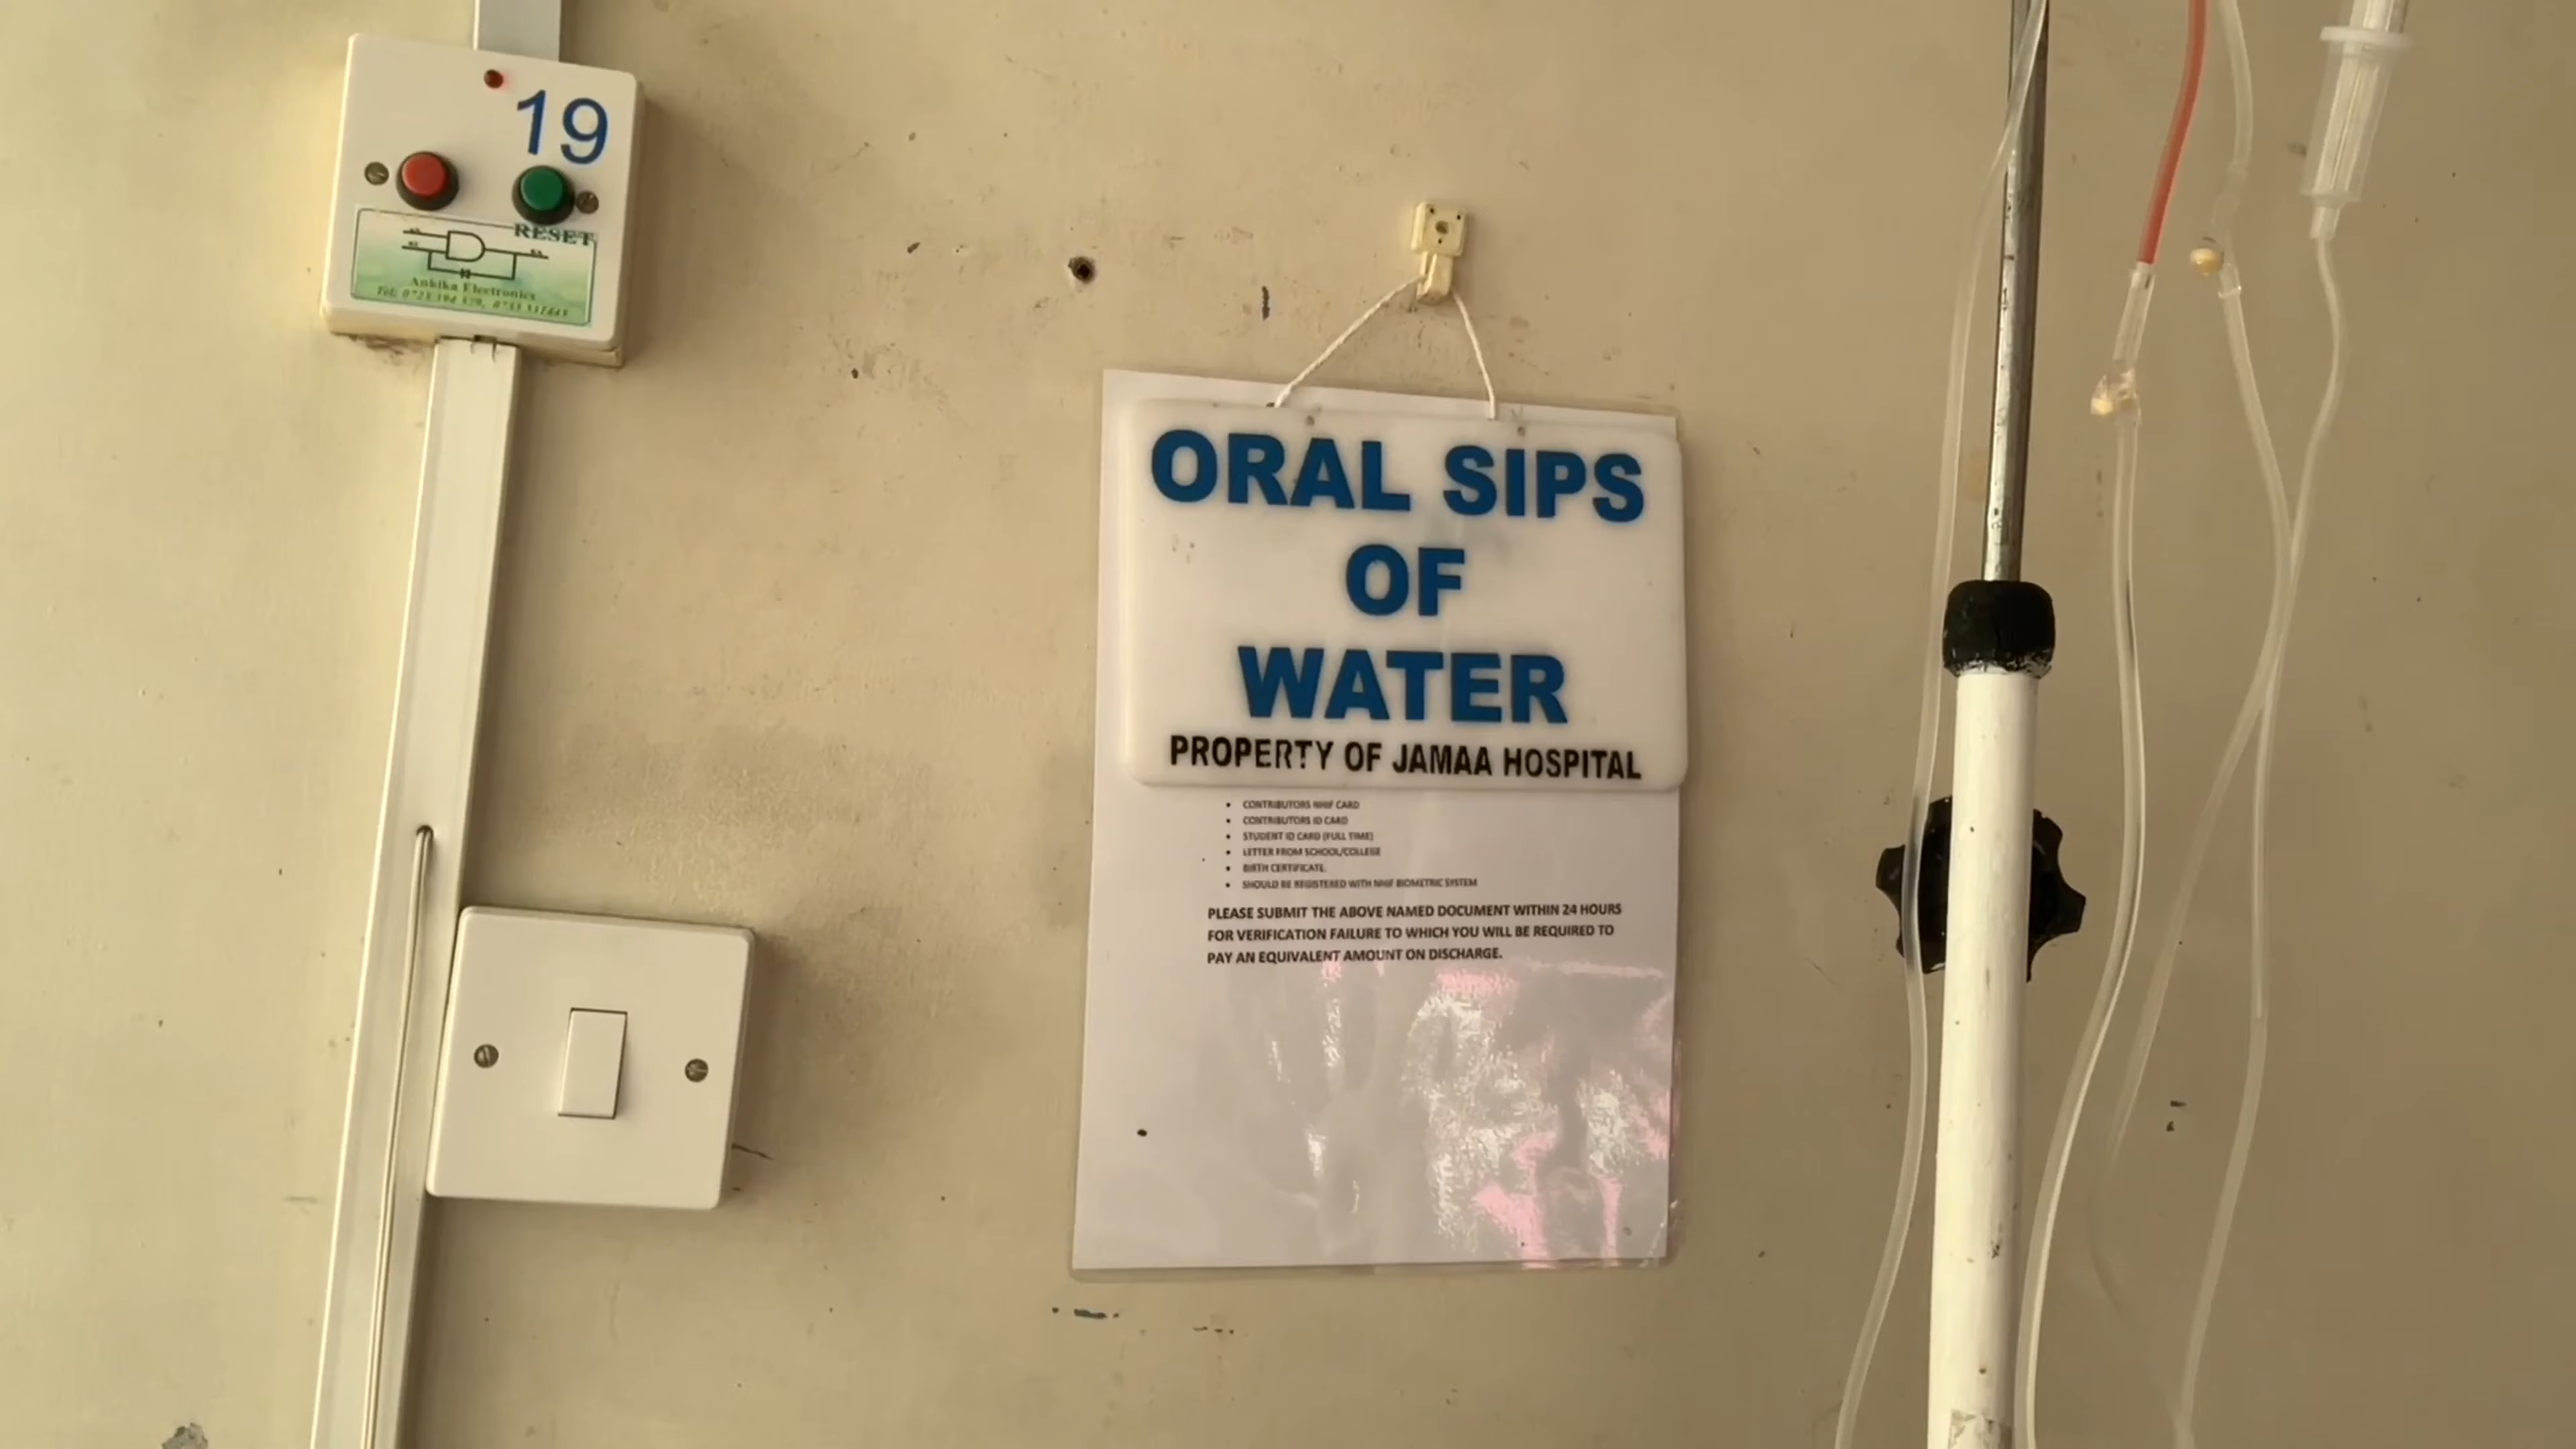 19
RESET
Ankika Electronics
ORAL SIPS
OF
WATER
PROPERTY OF JAMAA HOSPITAL
• CONTRIBUTORS NHIF CARD
• CONTRIBUTORS ID CARD
• STUDENT ID CARD (FULL TIME)
• LETTER FROM SCHOOL/COLLEGE
• BIRTH CERTIFICATE.
• SHOULD BE REGISTERED WITH NHIF BIOMETRIC SYSTEM
PLEASE SUBMIT THE ABOVE NAMED DOCUMENT WITHIN 24 HOURS
FOR VERIFICATION FAILURE TO WHICH YOU WILL BE REQUIRED TO
PAY AN EQUIVALENT AMOUNT ON DISCHARGE.